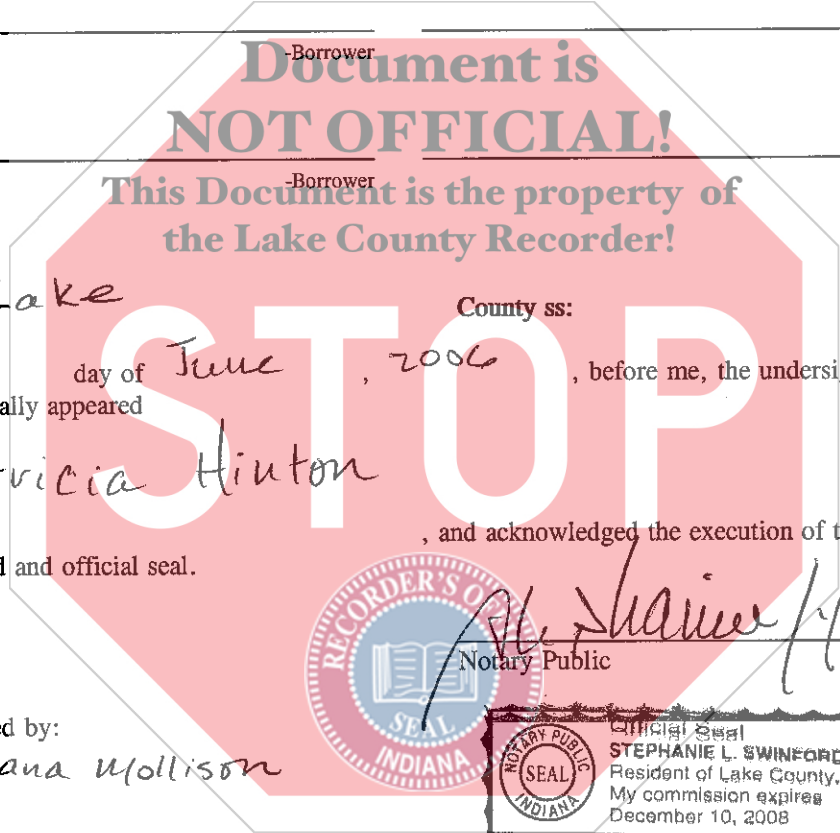 -Borrower
Document is
NOT OFFICIAL!
-Borrower
This Document is the property of
the Lake County Recorder!
ake
County ss:
STOP
day of June , 2006 , before me, the undersi
ally appeared
ricia Hinton
, and acknowledged the execution of t
d and official seal.
RECORDER'S
SEAL
INDIANA
Notary Public
d by:
ana Mollison
NOTARY PUBLIC
SEAL
INDIANA
Official Seal
STEPHANIE L. SWINFORD
Resident of Lake County,
My commission expires
December 10, 2008